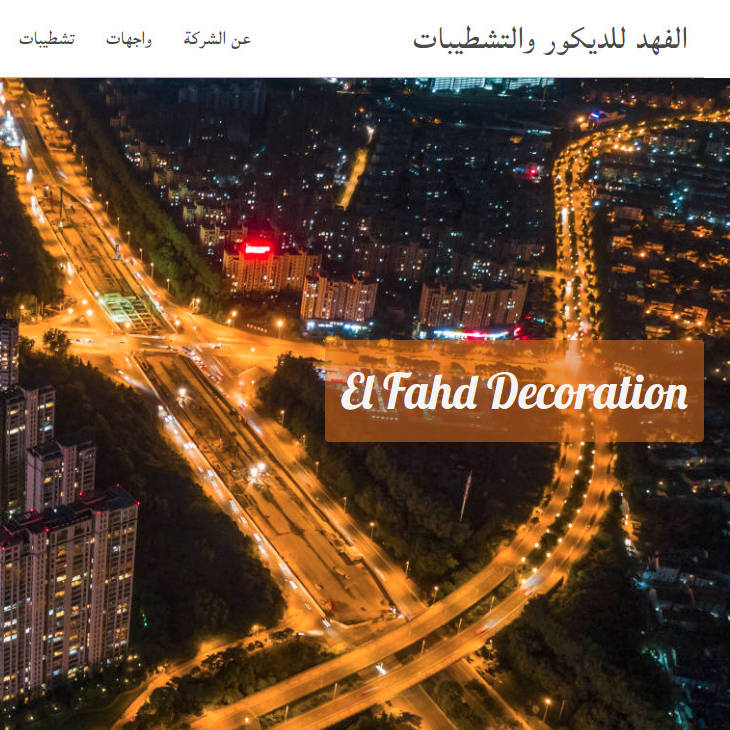 الفهد للديكور والتشطيبات
عن الشركة
واجهات
تشطيبات
El Fahd Decoration